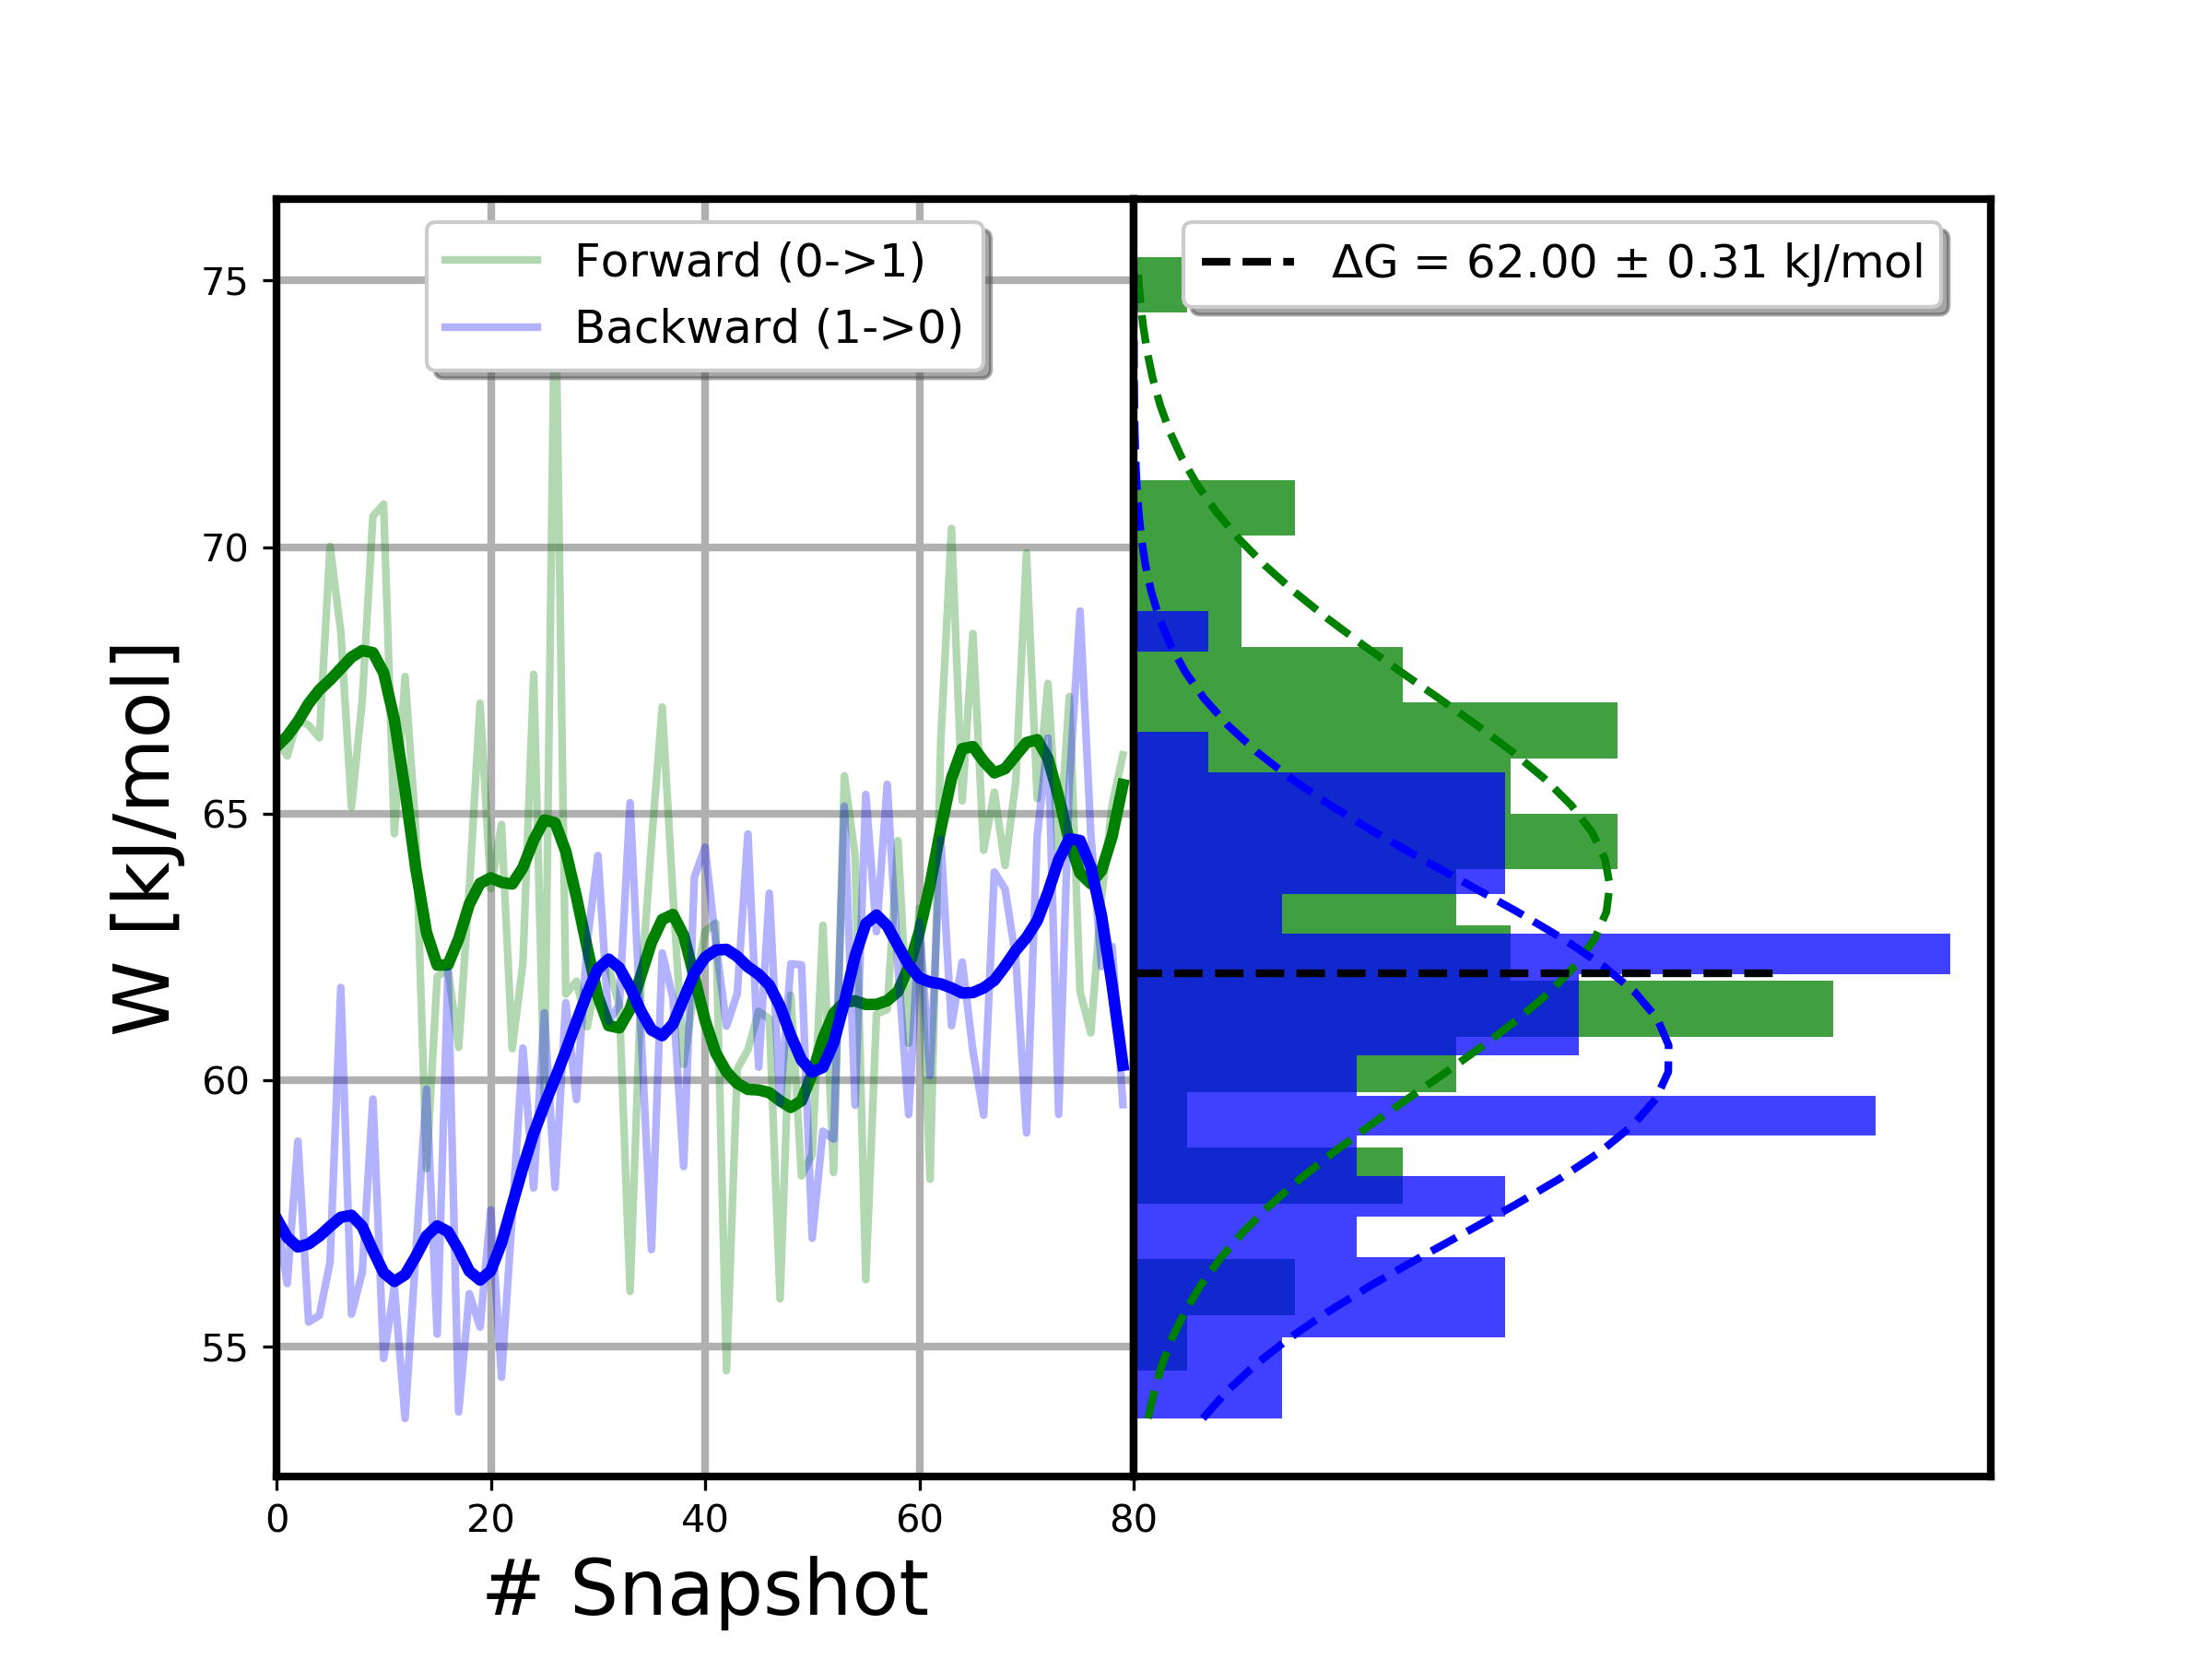 Forward (0->1)
Backward (1->0)
ΔG = 62.00 ± 0.31 kJ/mol
75
70
65
60
55
W [kJ/mol]
0 20 40 60 80
# Snapshot